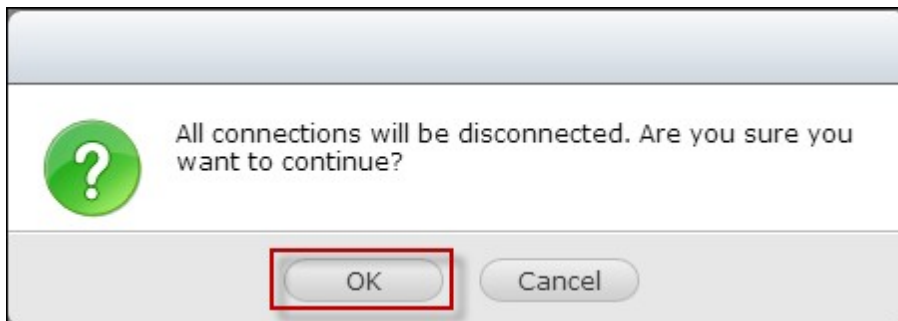 All connections will be disconnected. Are you sure you
want to continue?
OK Cancel